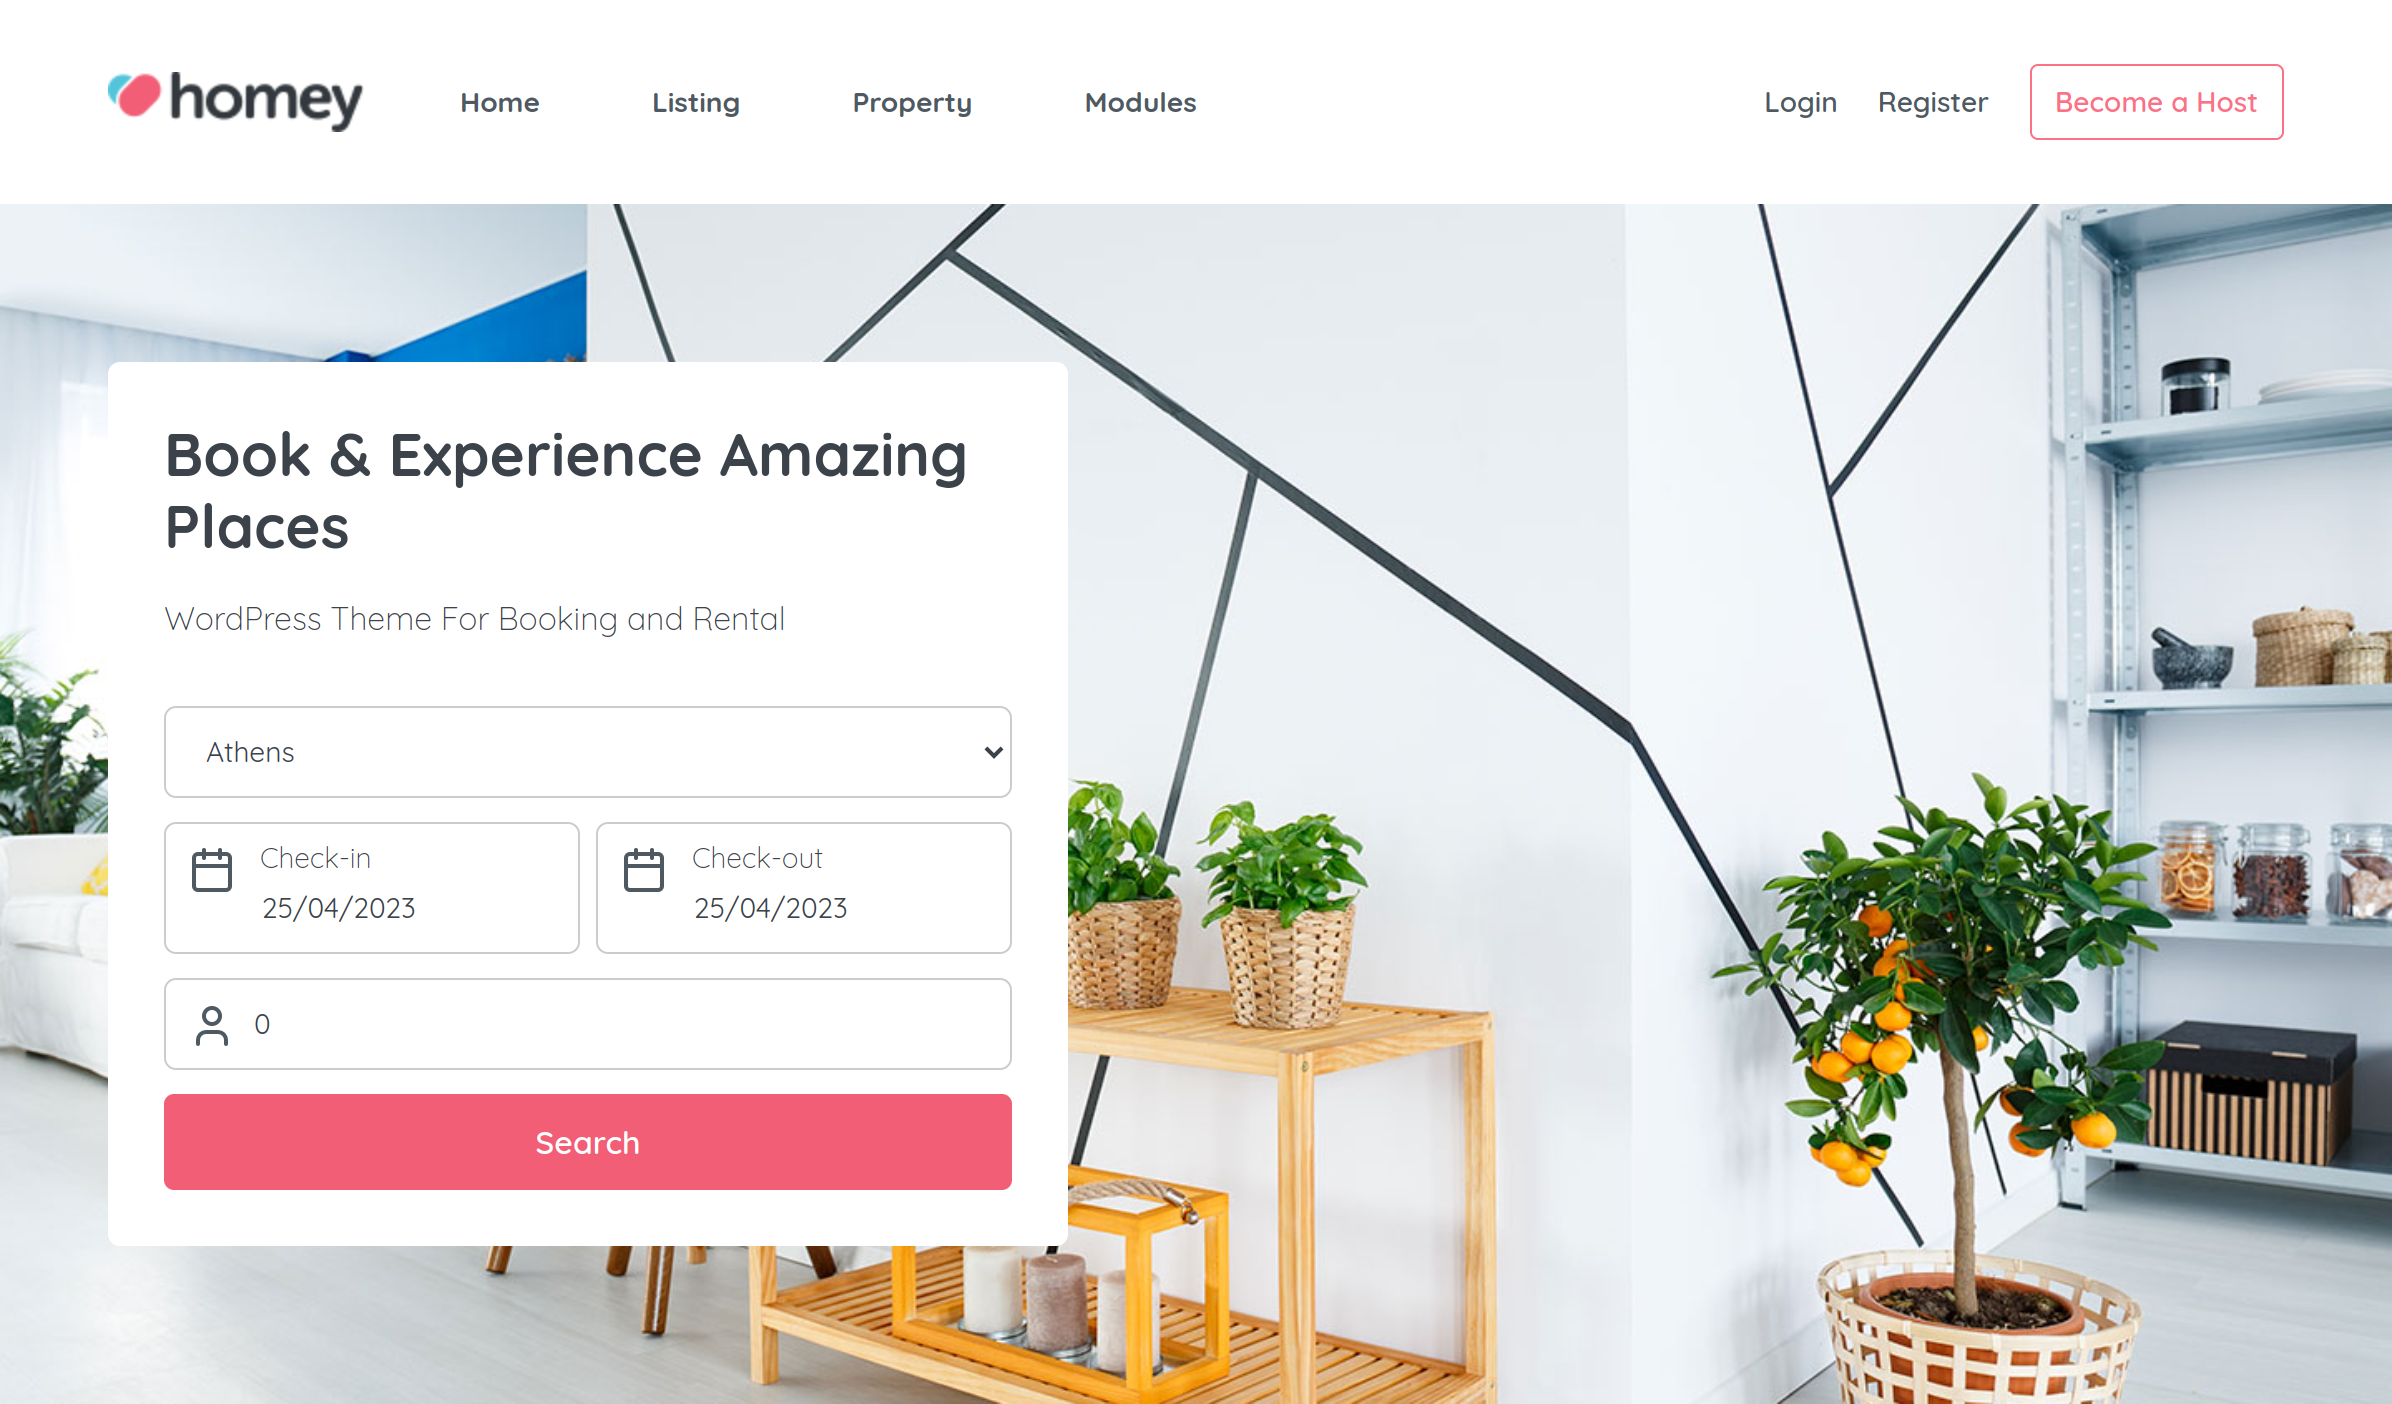 homey
Home
Listing
Property
Modules
Login
Register
Become a Host
Book & Experience Amazing
Places
WordPress Theme For Booking and Rental
Athens
Check-in
25/04/2023
Check-out
25/04/2023
0
Search